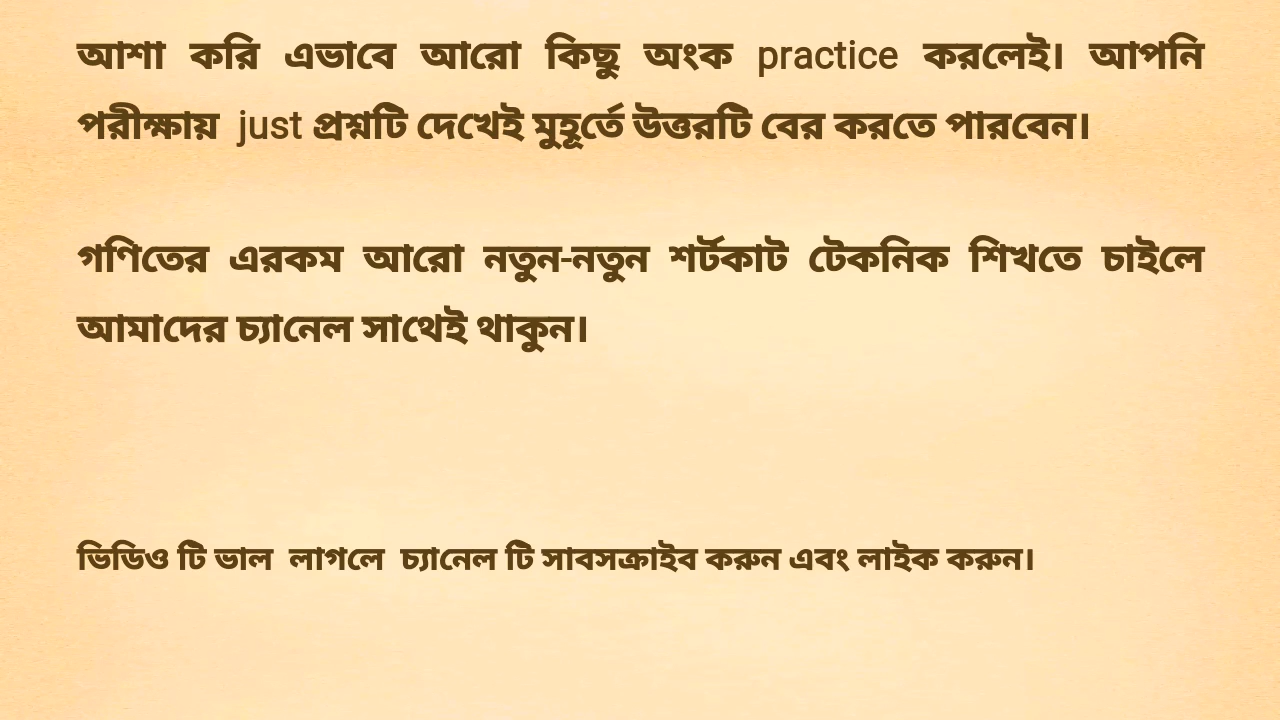 আশা করি এভাবে আরো কিছু অংক practice করলেই। আপনি
পরীক্ষায় just প্রশ্নটি দেখেই মুহূর্তে উত্তরটি বের করতে পারবেন।
গণিতের এরকম আরো নতুন-নতুন শর্টকাট টেকনিক শিখতে চাইলে
আমাদের চ্যানেল সাথেই থাকুন।
ভিডিও টি ভাল লাগলে চ্যানেল টি সাবসক্রাইব করুন এবং লাইক করুন।